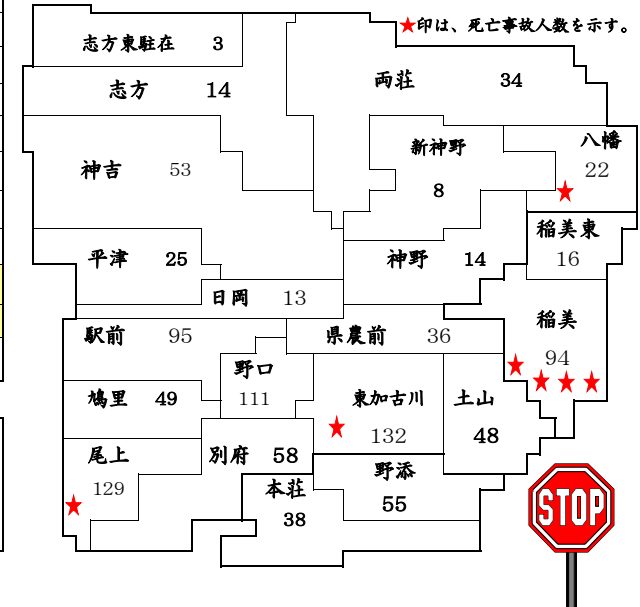 ★印は、死亡事故人数を示す。
志方東駐在 3
志方 14
両荘 34
八幡
22
★
新神野
8
神吉 53
稲美東
16
平津 25
神野 14
日岡 13
稲美
94
★ ★ ★ ★
駅前 95
県農前 36
野口
111
鳩里 49
東加古川
★ 132
土山
48
尾上
129
★
別府 58
野添
55
本荘
38
STOP